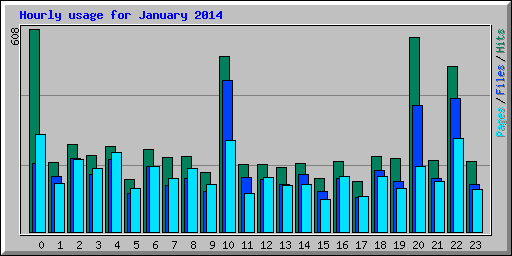 Hourly usage for January 2014
608
Pages/Files/Hits
0 1 2 3 4 5 6 7 8 9 10 11 12 13 14 15 16 17 18 19 20 21 22 23